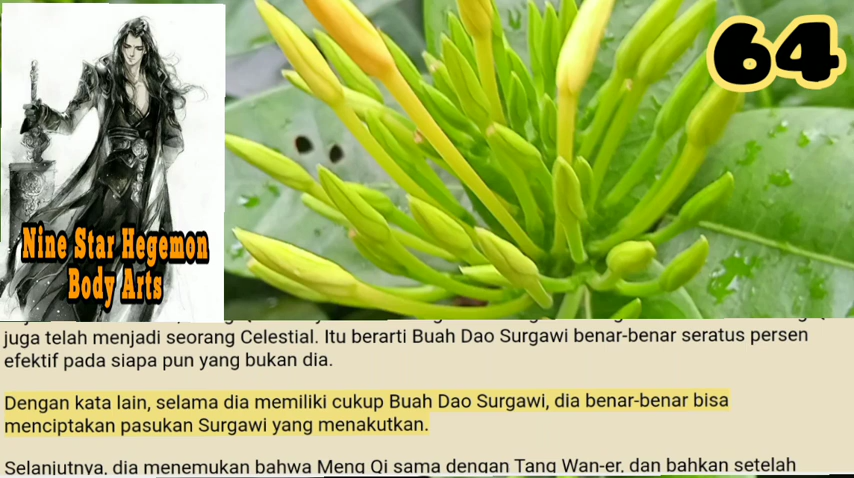 64
Nine Star Hegemon
Body Arts
juga telah menjadi seorang Celestial. Itu berarti Buah Dao Surgawi benar-benar seratus persen
efektif pada siapa pun yang bukan dia.
Dengan kata lain, selama dia memiliki cukup Buah Dao Surgawi, dia benar-benar bisa
menciptakan pasukan Surgawi yang menakutkan.
Selanjutnya, dia menemukan bahwa Meng Qi sama dengan Tang Wan-er, dan bahkan setelah